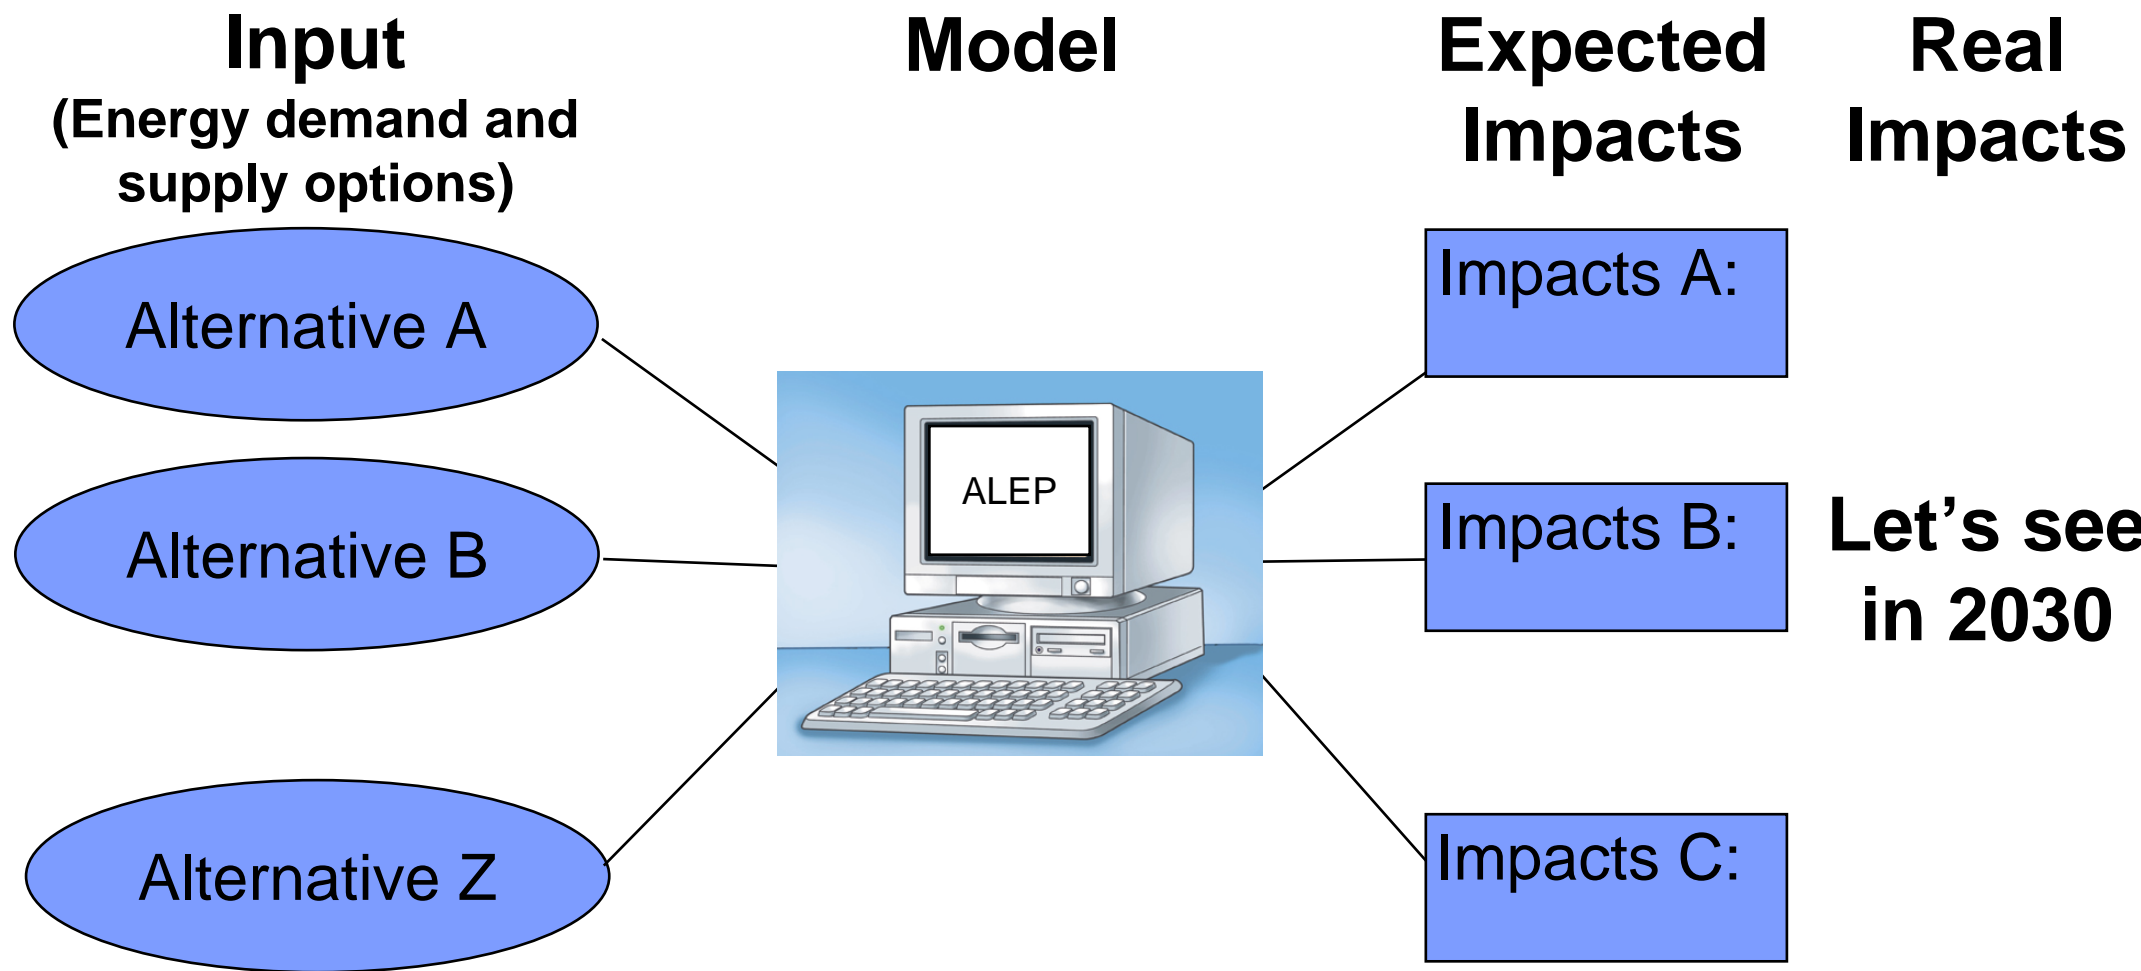 Input
(Energy demand and
supply options)
Model
Expected
Impacts
Real
Impacts
Alternative A
Alternative B
Alternative Z
ALEP
Impacts A:
Impacts B:
Impacts C:
Let’s see
in 2030